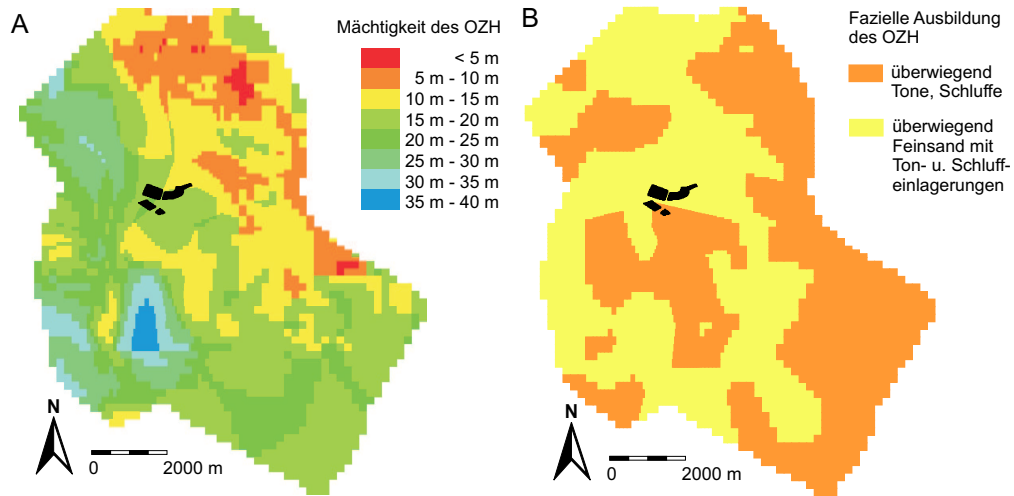 A
Mächtigkeit des OZH
< 5 m
5 m - 10 m
10 m - 15 m
15 m - 20 m
20 m - 25 m
25 m - 30 m
30 m - 35 m
35 m - 40 m
N
0 2000 m
B
Fazielle Ausbildung
des OZH
überwiegend
Tone, Schluffe
überwiegend
Feinsand mit
Ton- u. Schluff-
einlagerungen
N
0 2000 m